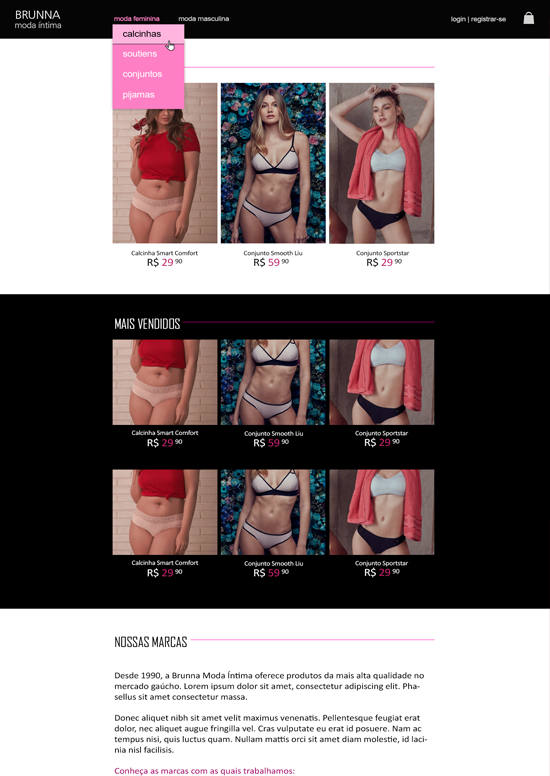 BRUNNA
moda íntima
moda feminina
moda masculina
login | registrar-se
calcinhas
soutiens
conjuntos
pijamas
Calcinha Smart Comfort
R$ 29 90
Conjunto Smooth Liu
R$ 59 90
Conjunto Sportstar
R$ 29 90
MAIS VENDIDOS
Calcinha Smart Comfort
R$ 29 90
Conjunto Smooth Liu
R$ 59 90
Conjunto Sportstar
R$ 29 90
Calcinha Smart Comfort
R$ 29 90
Conjunto Smooth Liu
R$ 59 90
Conjunto Sportstar
R$ 29 90
NOSSAS MARCAS
Desde 1990, a Brunna Moda Íntima oferece produtos da mais alta qualidade no
mercado gaúcho. Lorem ipsum dolor sit amet, consectetur adipiscing elit. Pha-
sellus sit amet consectetur massa.
Donec aliquet nibh sit amet velit maximus venenatis. Pellentesque feugiat erat
dolor, nec aliquet augue fringilla vel. Cras vulputate eu erat id posuere. Nam ac
tempus nisi, quis luctus quam. Nullam mattis orci sit amet diam molestie, id laci-
nia nisl facilisis.
Conheça as marcas com as quais trabalhamos: